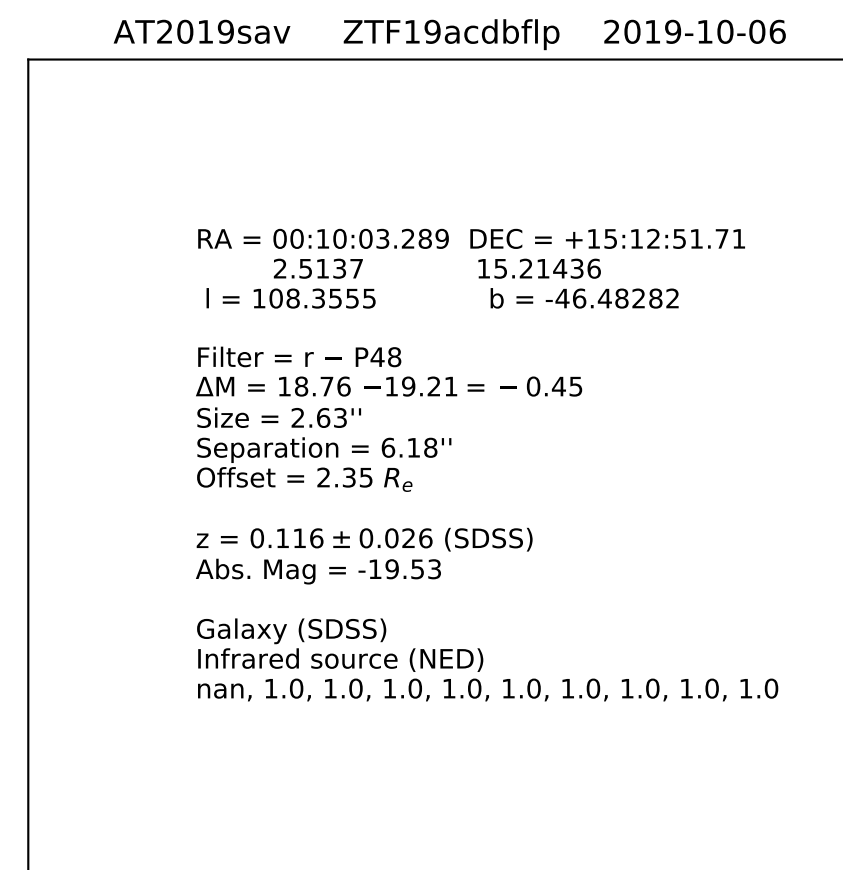 AT2019sav ZTF19acdbflp 2019-10-06
RA = 00:10:03.289 DEC = +15:12:51.71
2.5137 15.21436
l = 108.3555 b = -46.48282
Filter = r − P48
ΔM = 18.76 −19.21 = − 0.45
Size = 2.63''
Separation = 6.18''
Offset = 2.35 Rₑ
z = 0.116 ± 0.026 (SDSS)
Abs. Mag = -19.53
Galaxy (SDSS)
Infrared source (NED)
nan, 1.0, 1.0, 1.0, 1.0, 1.0, 1.0, 1.0, 1.0, 1.0